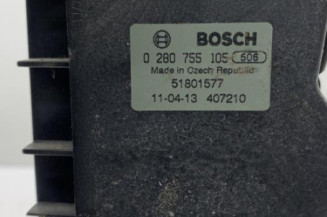 BOSCH
0 280 755 105 506
Made in Czech Republic
51801577
11-04-13 407210